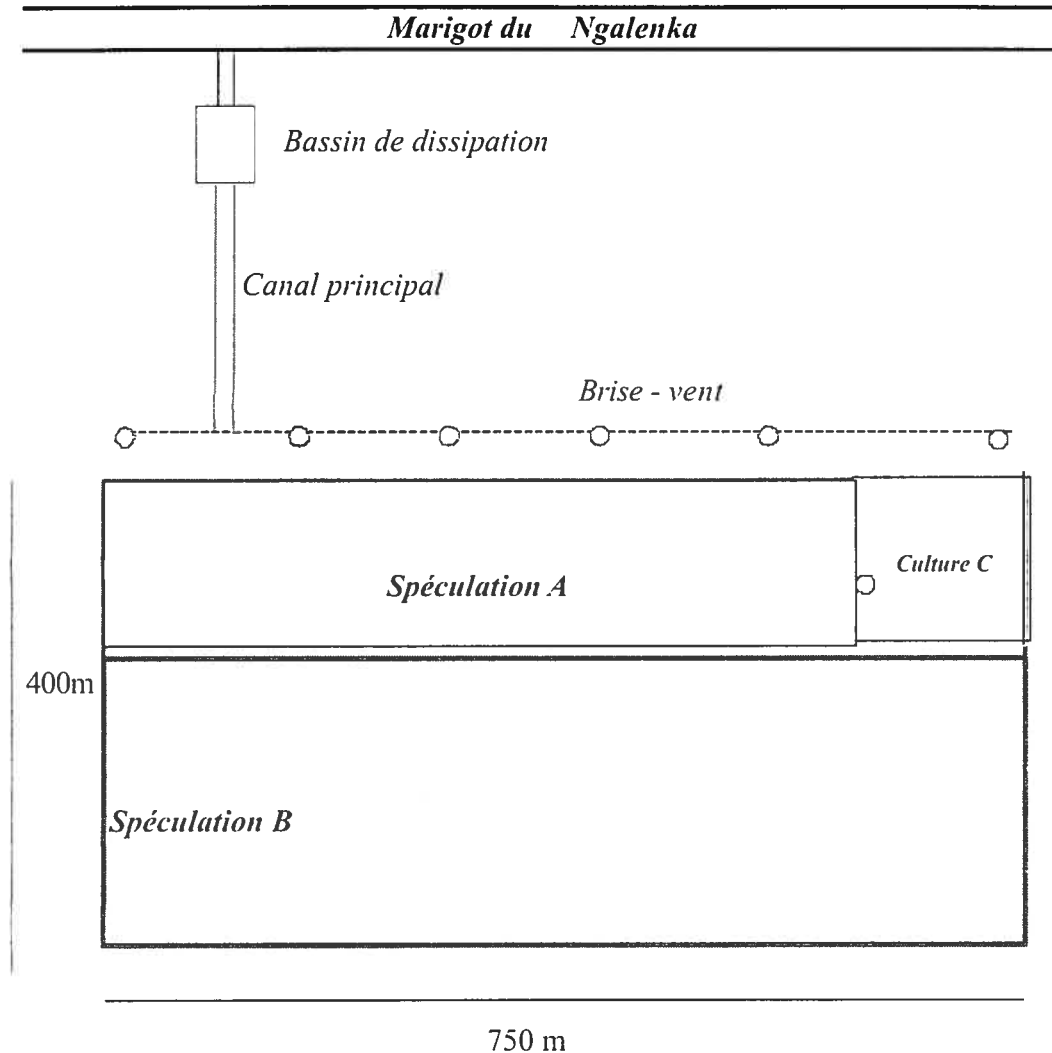 Marigot du Ngalenka
Bassin de dissipation
Canal principal
Brise - vent
Spéculation A
Culture C
400m
Spéculation B
750 m